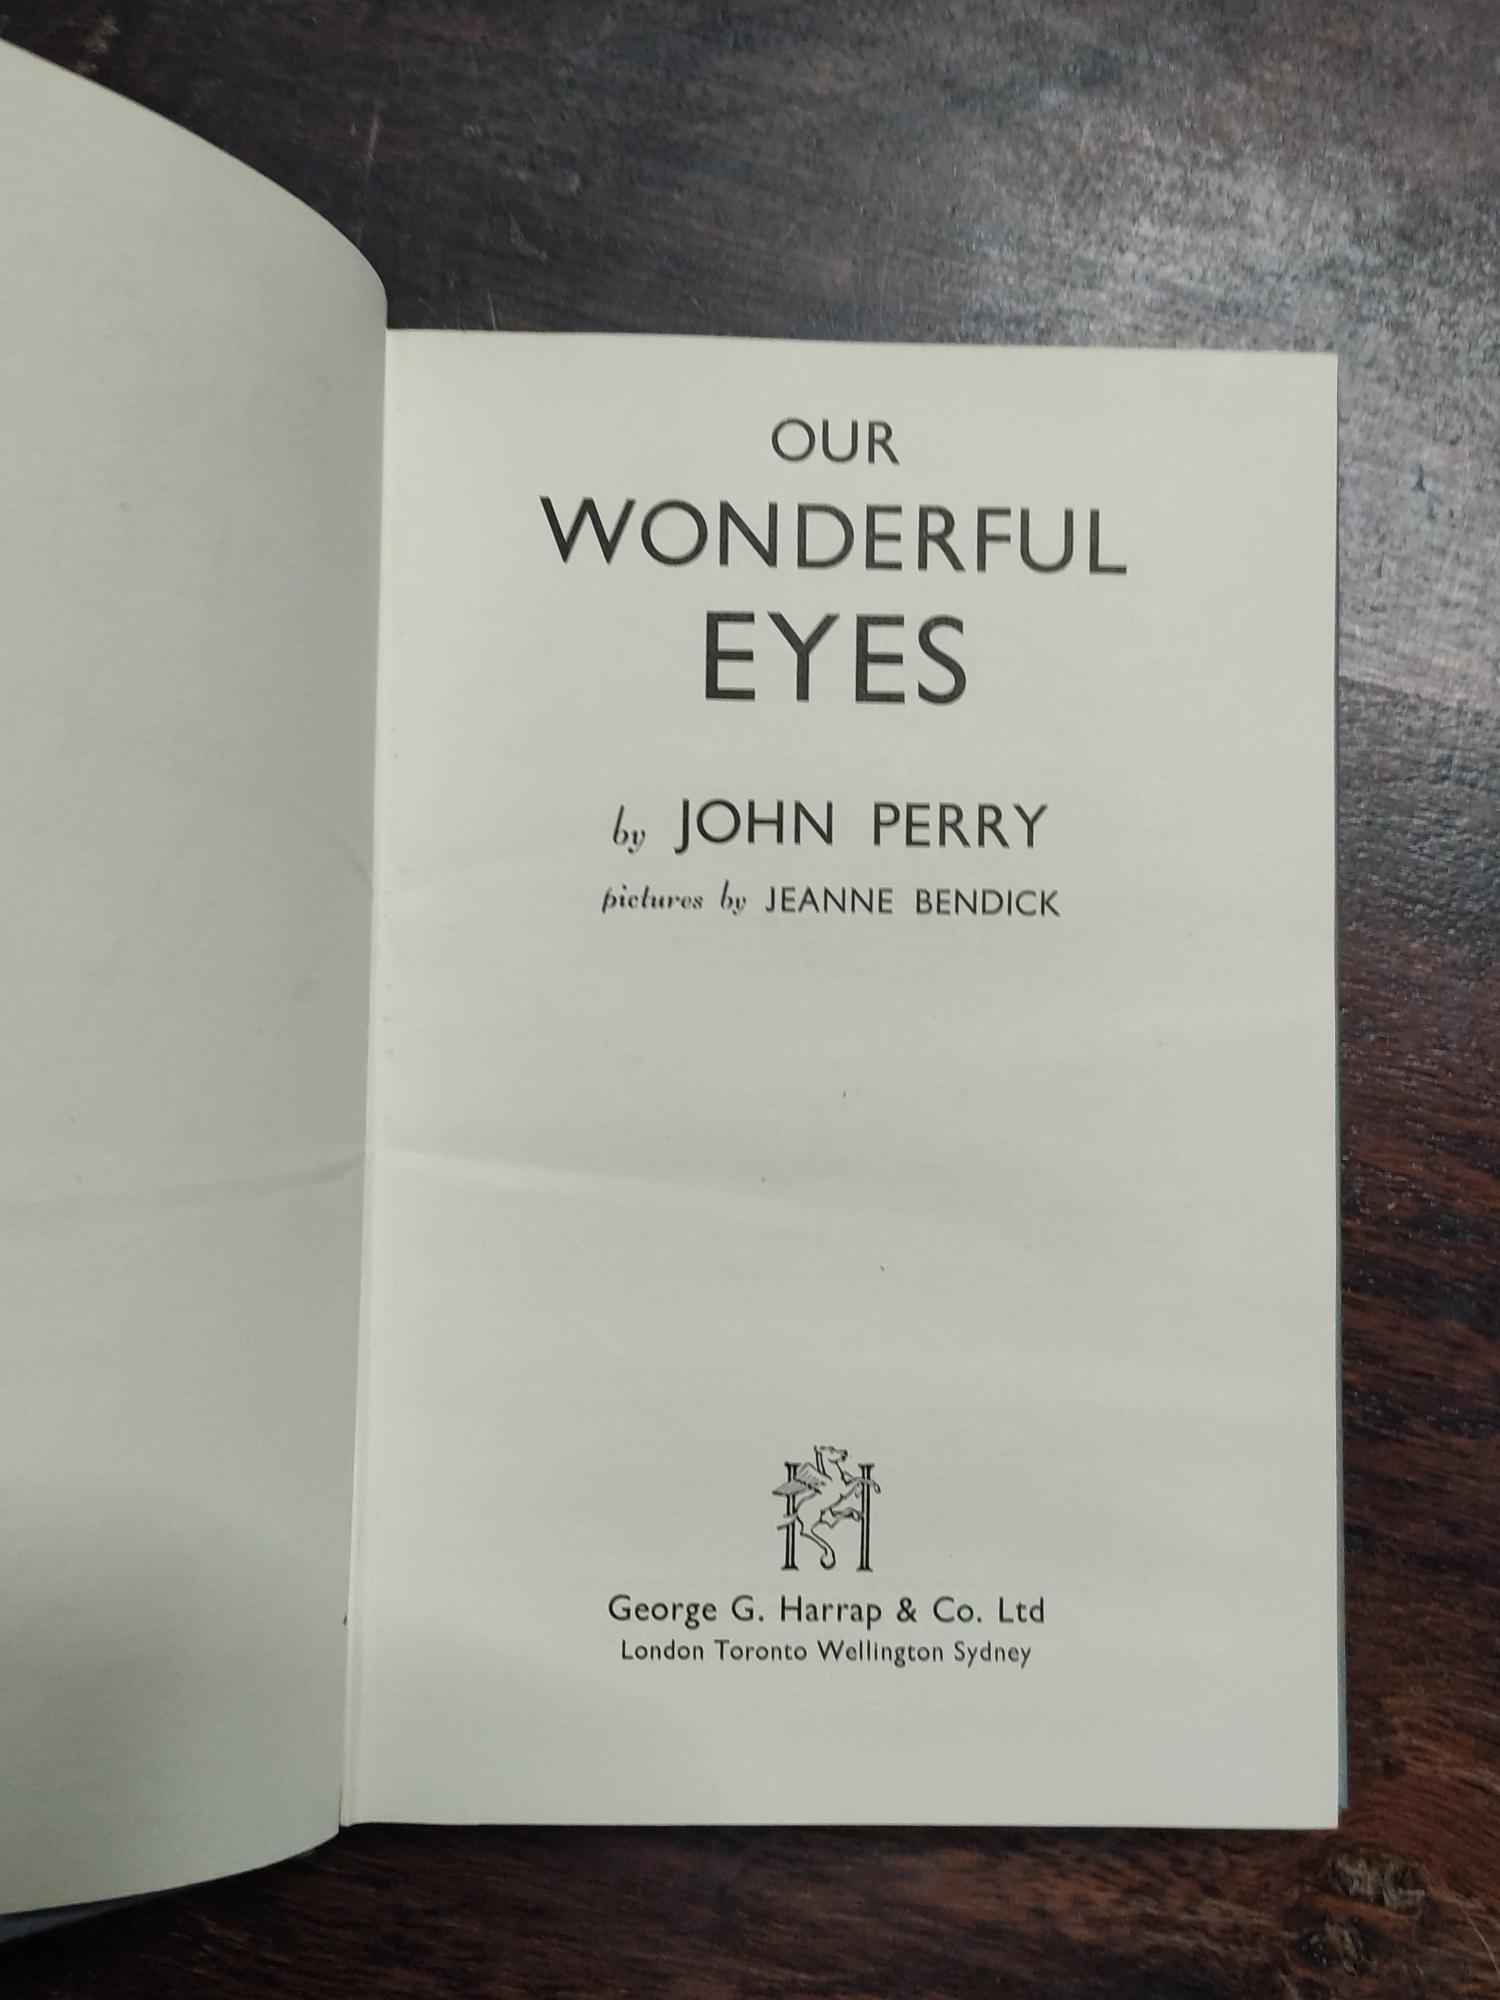 OUR
WONDERFUL
EYES
by JOHN PERRY
pictures by JEANNE BENDICK
H
George G. Harrap & Co. Ltd
London Toronto Wellington Sydney